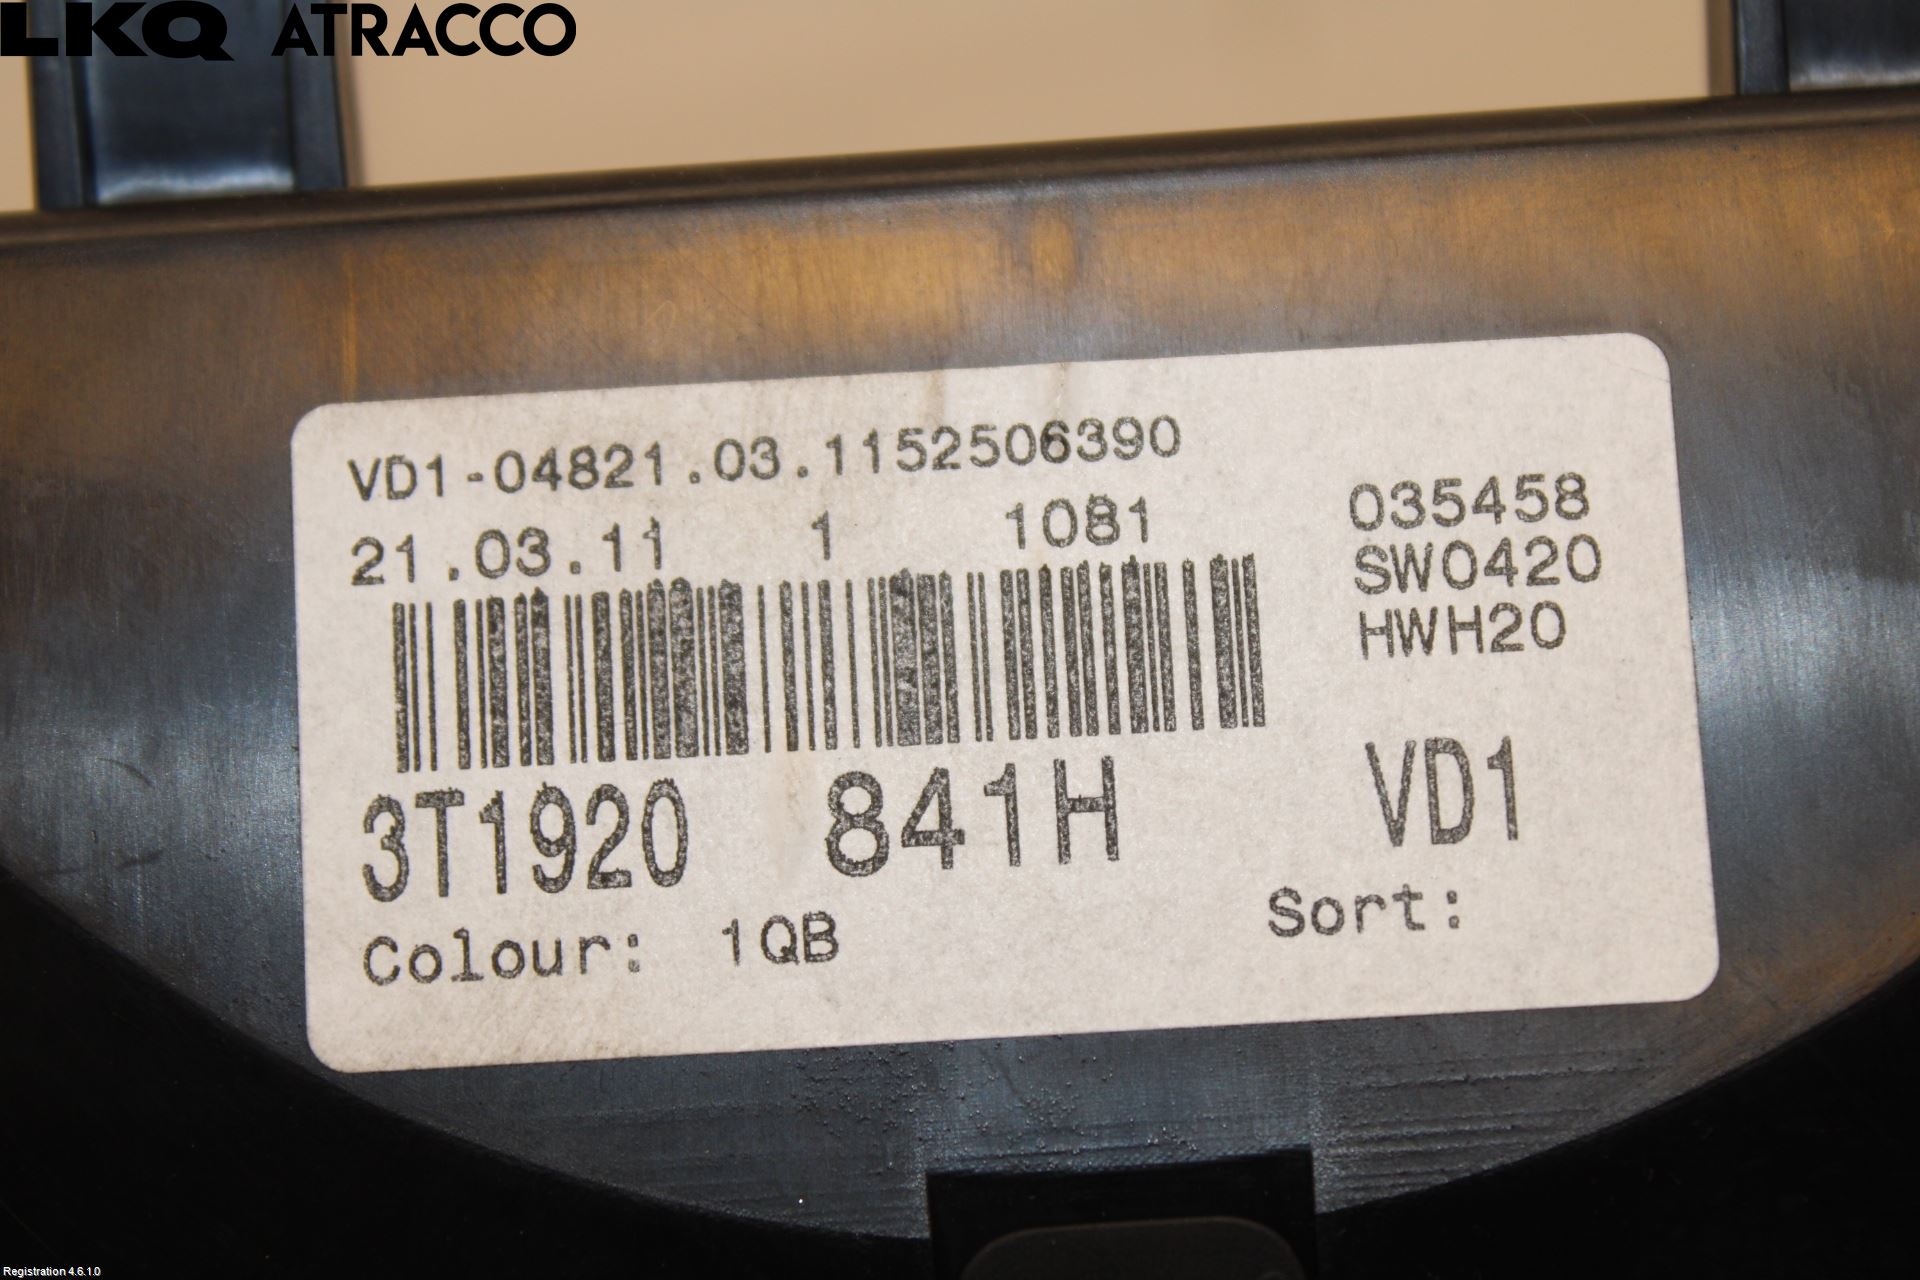 LKQ ATRACCO
VD1-04821.03.1152506390
21.03.11 1 1081
035458
SW0420
HWH20
3T1920 841H
VD1
Colour: 1QB
Sort:
Registration 4.6.1.0